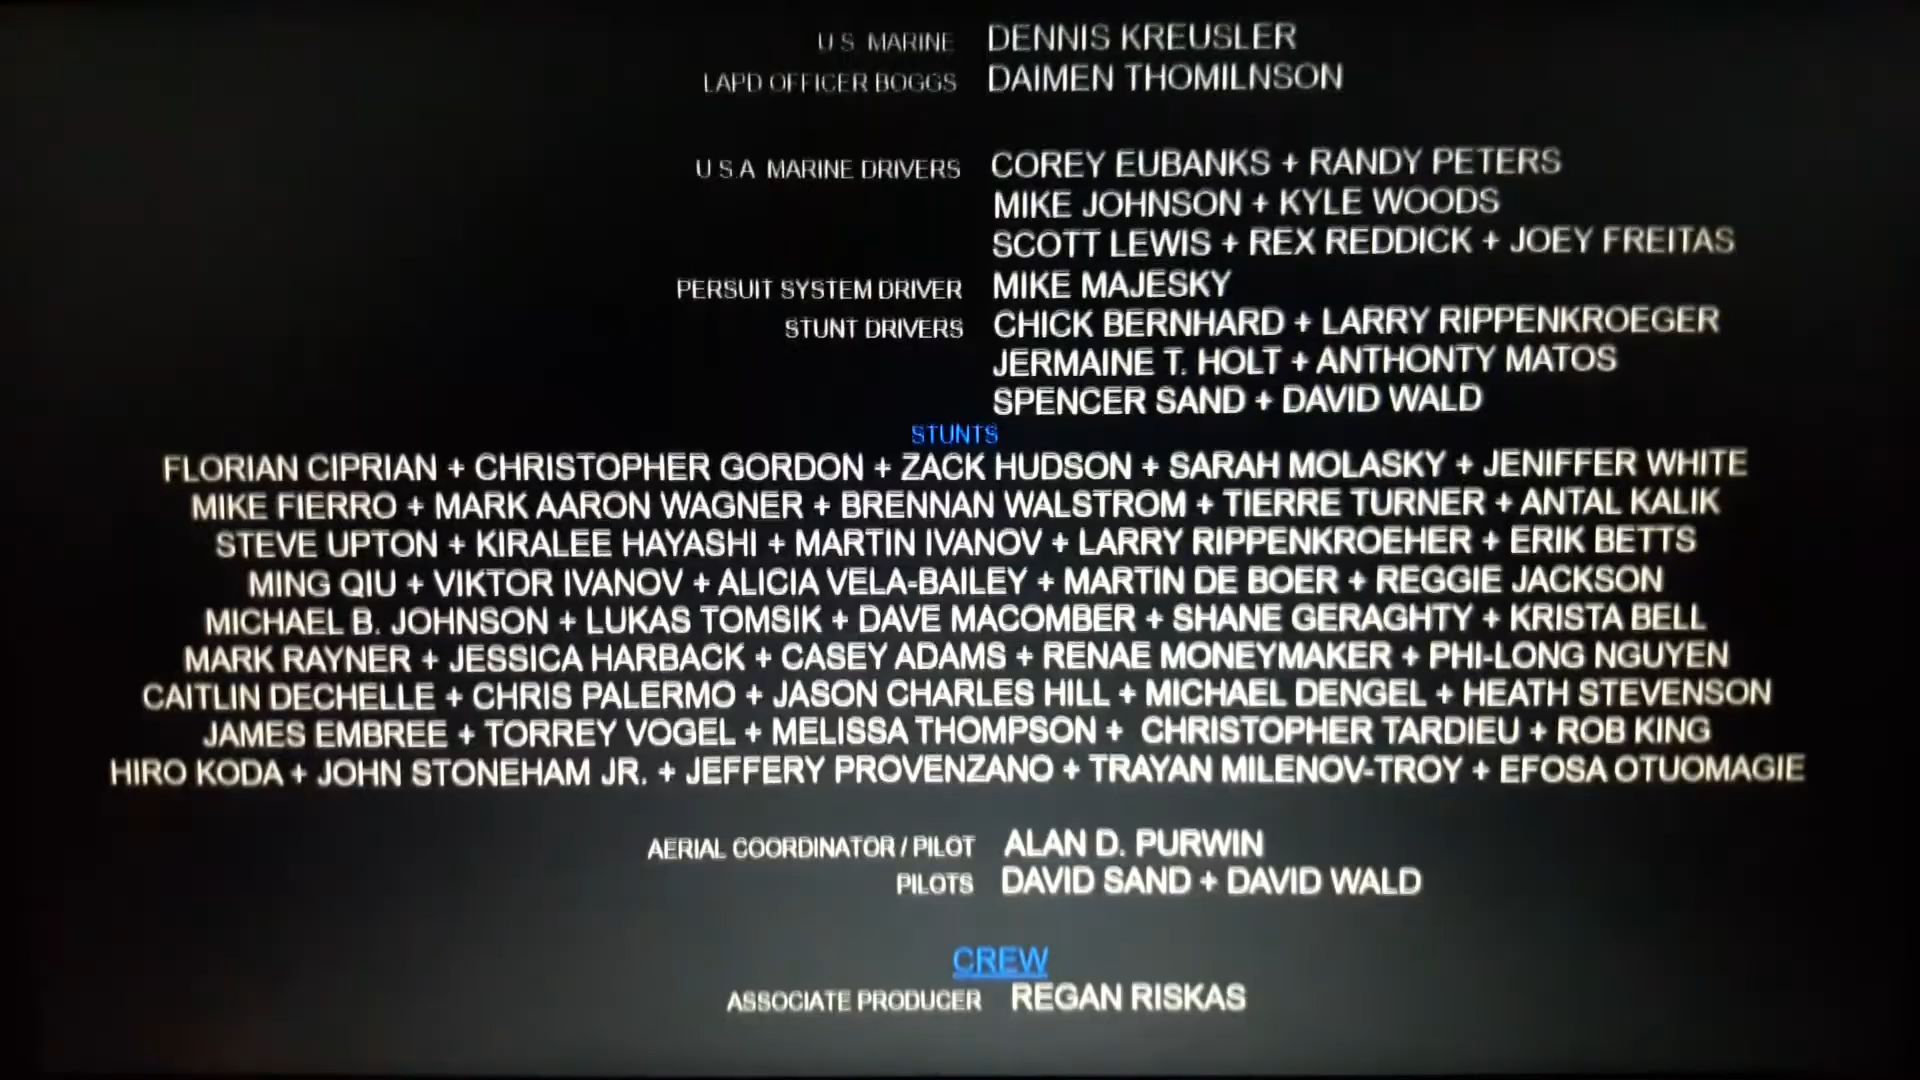 U.S. MARINE DENNIS KREUSLER
LAPD OFFICER BOGGS DAIMEN THOMILNSON
U.S.A MARINE DRIVERS COREY EUBANKS + RANDY PETERS
MIKE JOHNSON + KYLE WOODS
SCOTT LEWIS + REX REDDICK + JOEY FREITAS
PERSUIT SYSTEM DRIVER MIKE MAJESKY
STUNT DRIVERS CHICK BERNHARD + LARRY RIPPENKROEGER
JERMAINE T. HOLT + ANTHONTY MATOS
SPENCER SAND + DAVID WALD
STUNTS
FLORIAN CIPRIAN + CHRISTOPHER GORDON + ZACK HUDSON + SARAH MOLASKY + JENIFFER WHITE
MIKE FIERRO + MARK AARON WAGNER + BRENNAN WALSTROM + TIERRE TURNER + ANTAL KALIK
STEVE UPTON + KIRALEE HAYASHI + MARTIN IVANOV + LARRY RIPPENKROEHER + ERIK BETTS
MING QIU + VIKTOR IVANOV + ALICIA VELA-BAILEY + MARTIN DE BOER + REGGIE JACKSON
MICHAEL B. JOHNSON + LUKAS TOMSIK + DAVE MACOMBER + SHANE GERAGHTY + KRISTA BELL
MARK RAYNER + JESSICA HARBACK + CASEY ADAMS + RENAE MONEYMAKER + PHI-LONG NGUYEN
CAITLIN DECHELLE + CHRIS PALERMO + JASON CHARLES HILL + MICHAEL DENGEL + HEATH STEVENSON
JAMES EMBREE + TORREY VOGEL + MELISSA THOMPSON + CHRISTOPHER TARDIEU + ROB KING
HIRO KODA + JOHN STONEHAM JR. + JEFFERY PROVENZANO + TRAYAN MILENOV-TROY + EFOSA OTUOMAGIE
AERIAL COORDINATOR / PILOT ALAN D. PURWIN
PILOTS DAVID SAND + DAVID WALD
CREW
ASSOCIATE PRODUCER REGAN RISKAS